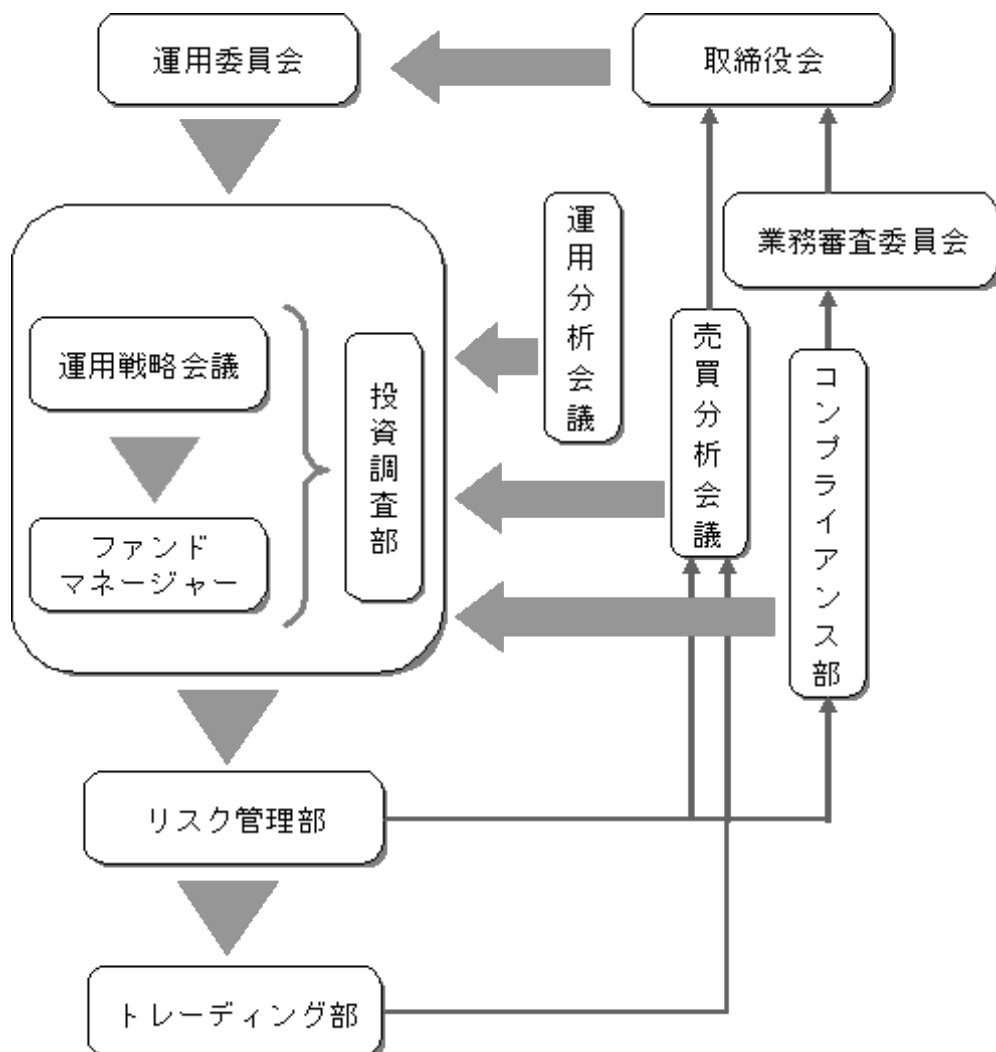 運用委員会
取締役会
運用分析会議
業務審査委員会
売買分析会議
運用戦略会議
投資調査部
コンプライアンス部
ファンド
マネージャー
リスク管理部
トレーディング部